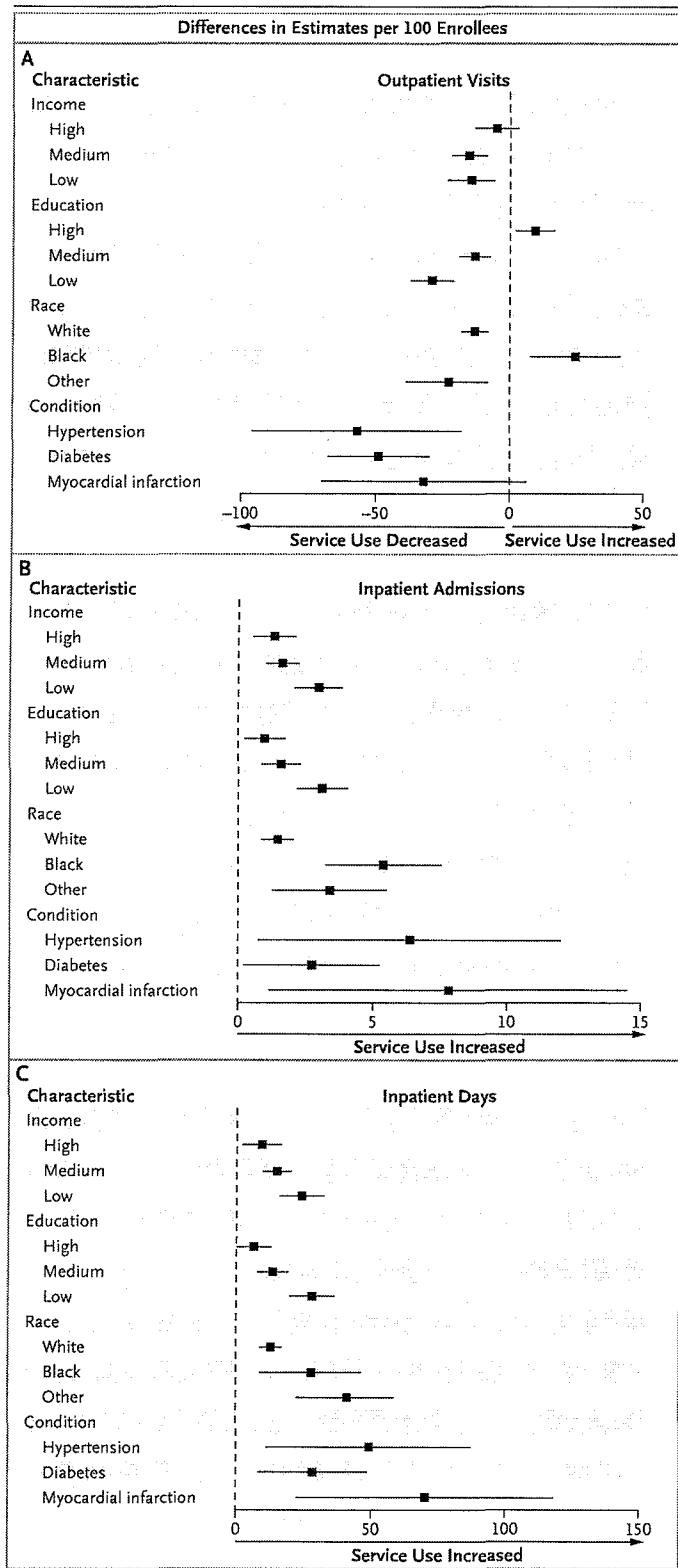 Differences in Estimates per 100 Enrollees
A
Characteristic Outpatient Visits
Income
High
Medium
Low
Education
High
Medium
Low
Race
White
Black
Other
Condition
Hypertension
Diabetes
Myocardial infarction
−100 −50 0 50
Service Use Decreased Service Use Increased
B
Characteristic Inpatient Admissions
Income
High
Medium
Low
Education
High
Medium
Low
Race
White
Black
Other
Condition
Hypertension
Diabetes
Myocardial infarction
0 5 10 15
Service Use Increased
C
Characteristic Inpatient Days
Income
High
Medium
Low
Education
High
Medium
Low
Race
White
Black
Other
Condition
Hypertension
Diabetes
Myocardial infarction
0 50 100 150
Service Use Increased